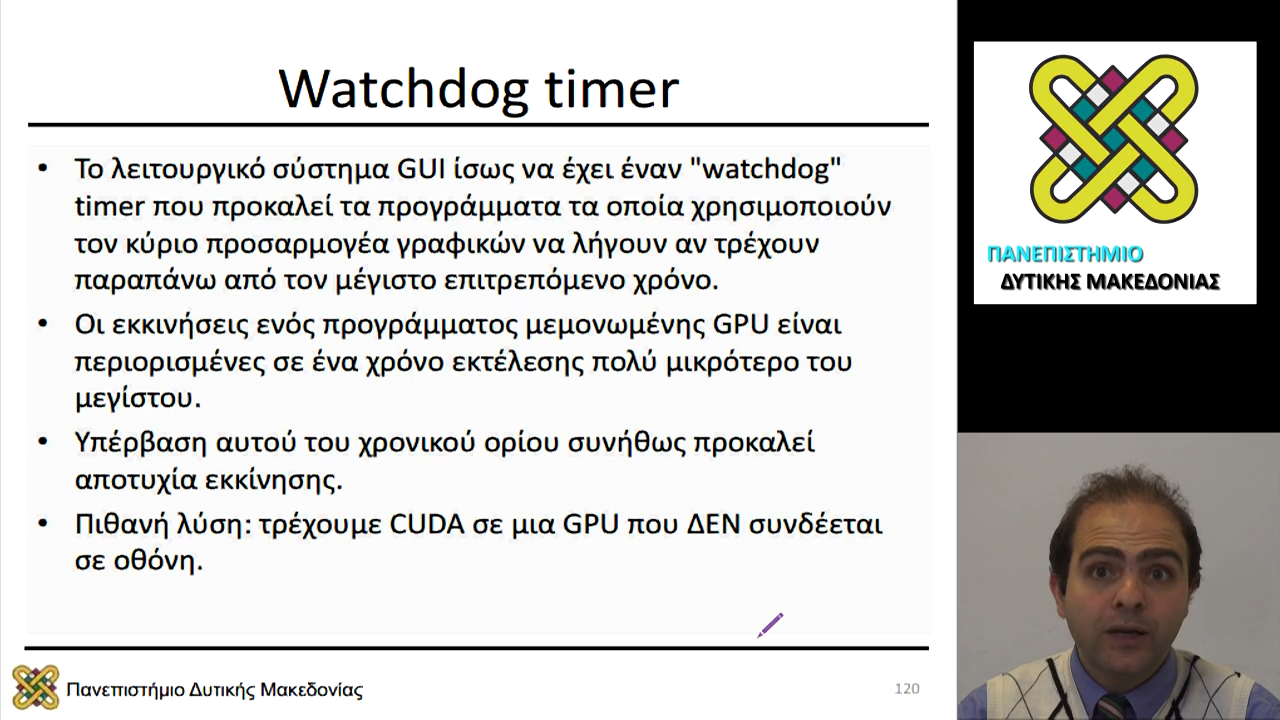 Watchdog timer
• Το λειτουργικό σύστημα GUI ίσως να έχει έναν "watchdog"
timer που προκαλεί τα προγράμματα τα οποία χρησιμοποιούν
τον κύριο προσαρμογέα γραφικών να λήγουν αν τρέχουν
παραπάνω από τον μέγιστο επιτρεπόμενο χρόνο.
• Οι εκκινήσεις ενός προγράμματος μεμονωμένης GPU είναι
περιορισμένες σε ένα χρόνο εκτέλεσης πολύ μικρότερο του
μεγίστου.
• Υπέρβαση αυτού του χρονικού ορίου συνήθως προκαλεί
αποτυχία εκκίνησης.
• Πιθανή λύση: τρέχουμε CUDA σε μια GPU που ΔΕΝ συνδέεται
σε οθόνη.
Πανεπιστήμιο Δυτικής Μακεδονίας
120
ΠΑΝΕΠΙΣΤΗΜΙΟ
ΔΥΤΙΚΗΣ ΜΑΚΕΔΟΝΙΑΣ